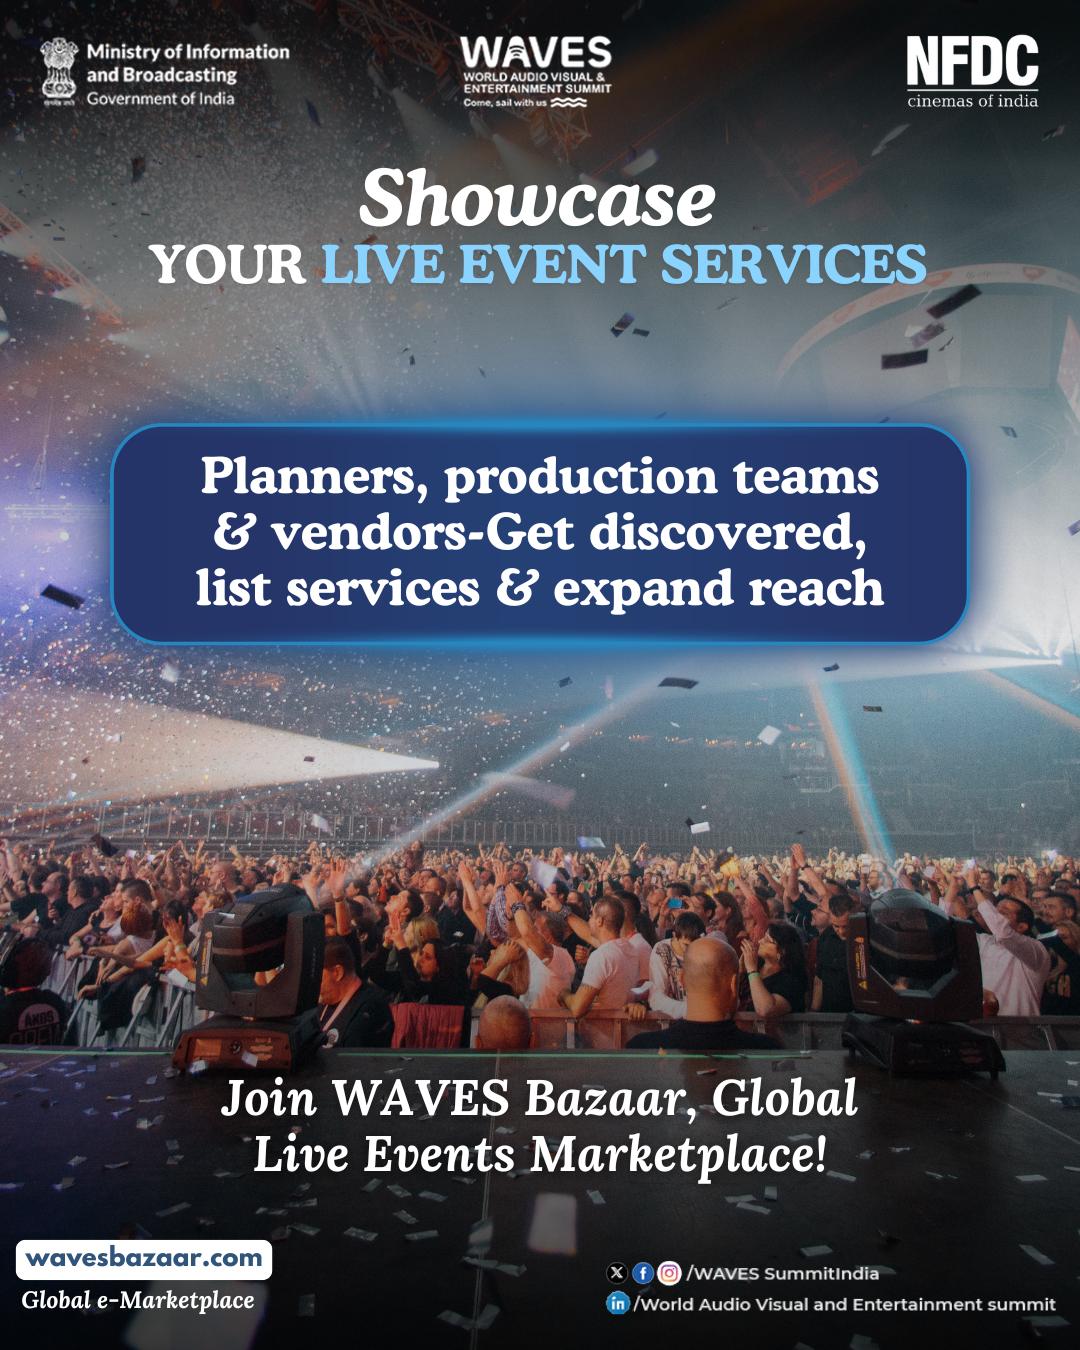 Ministry of Information
and Broadcasting
Government of India
WAVES
WORLD AUDIO VISUAL &
ENTERTAINMENT SUMMIT
Come, sail with us
NFDC
cinemas of india
Showcase
YOUR LIVE EVENT SERVICES
Planners, production teams
& vendors-Get discovered,
list services & expand reach
Join WAVES Bazaar, Global
Live Events Marketplace!
wavesbazaar.com
Global e-Marketplace
/WAVES SummitIndia
/World Audio Visual and Entertainment summit